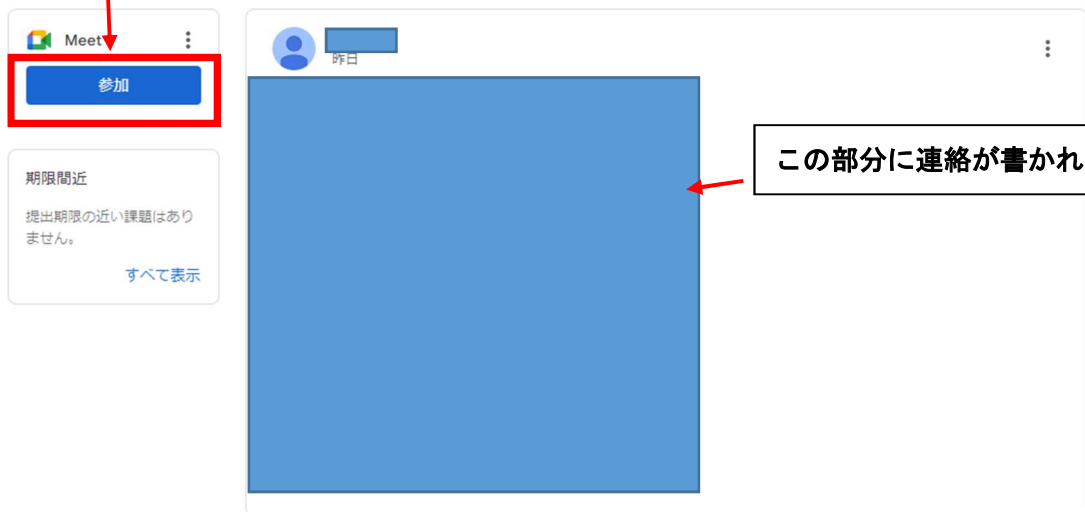 Meet
参加
期限間近
提出期限の近い課題はあり
ません。
すべて表示
昨日
この部分に連絡が書かれ